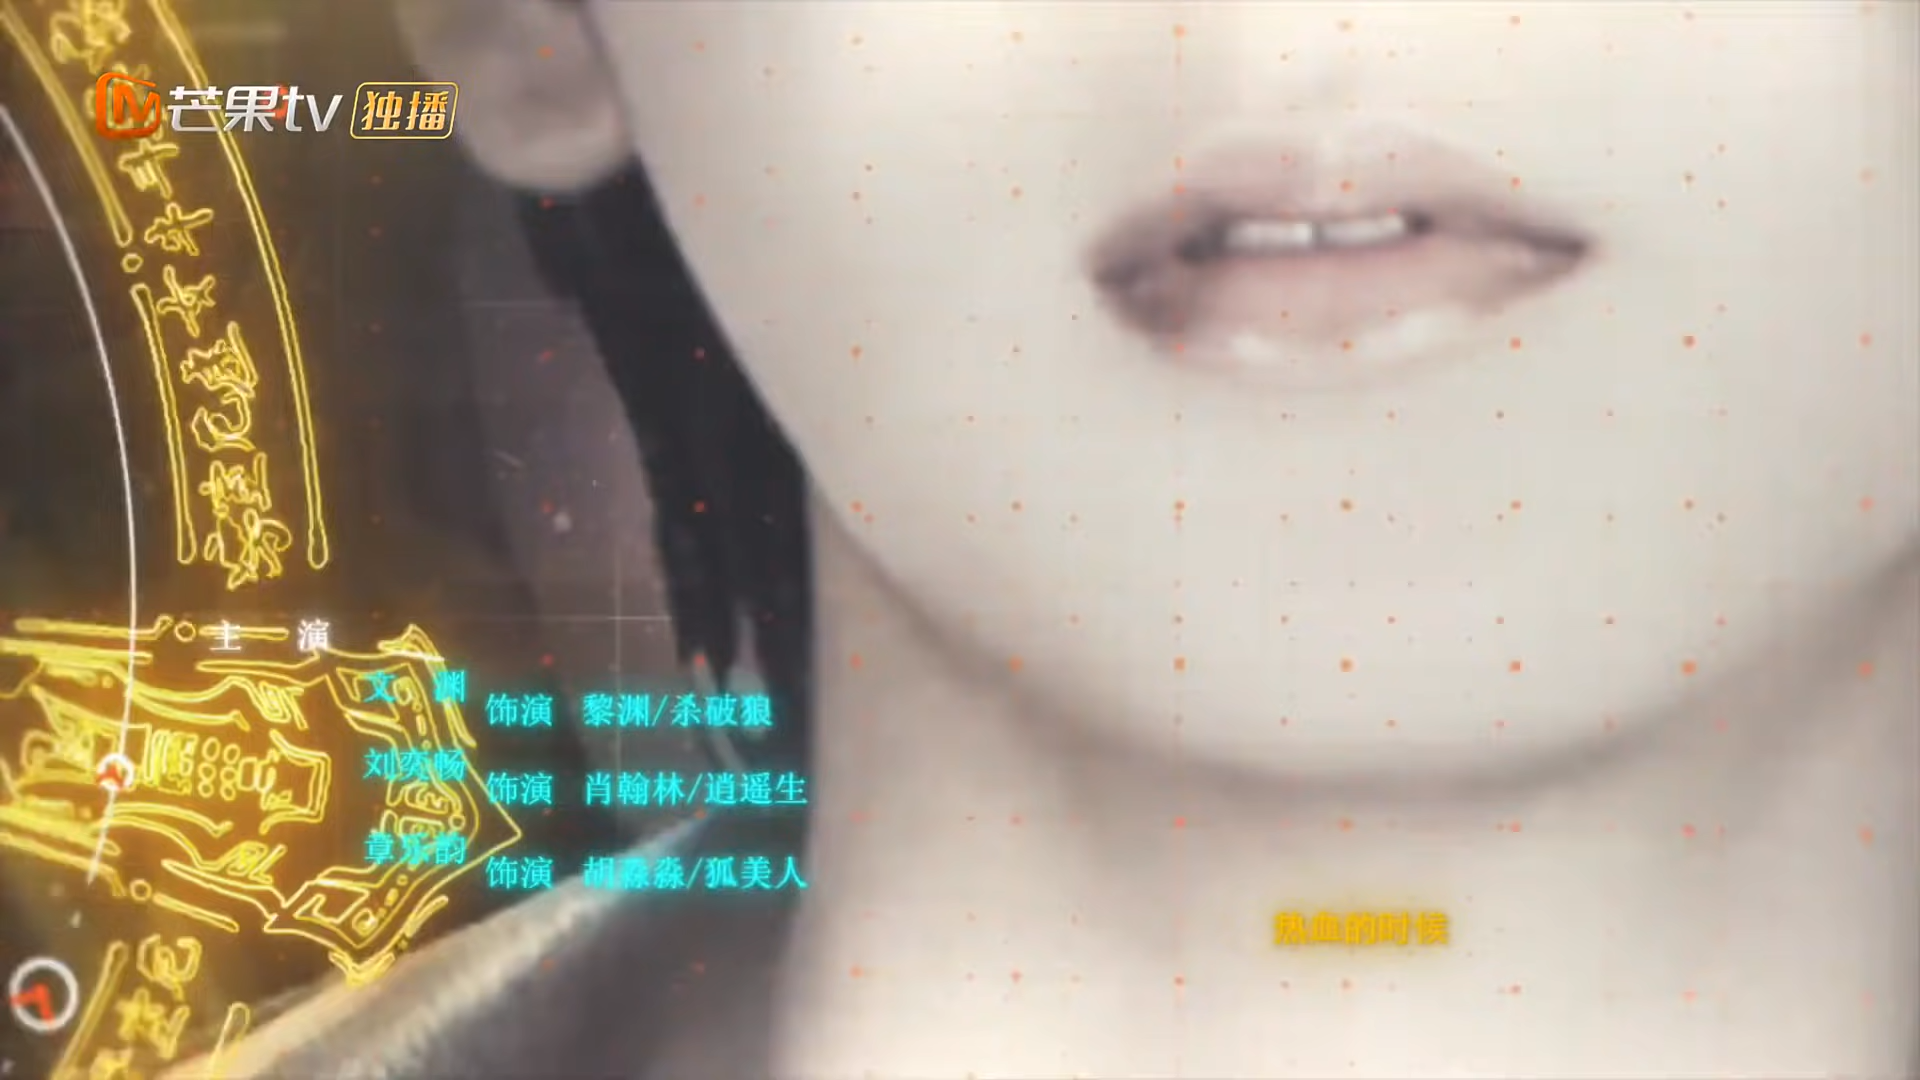 芒果tv 独播
主 演
文 渊 饰演 黎渊/杀破狼
刘奕畅 饰演 肖翰林/逍遥生
章乐韵 饰演 胡淼淼/狐美人
热血的时候